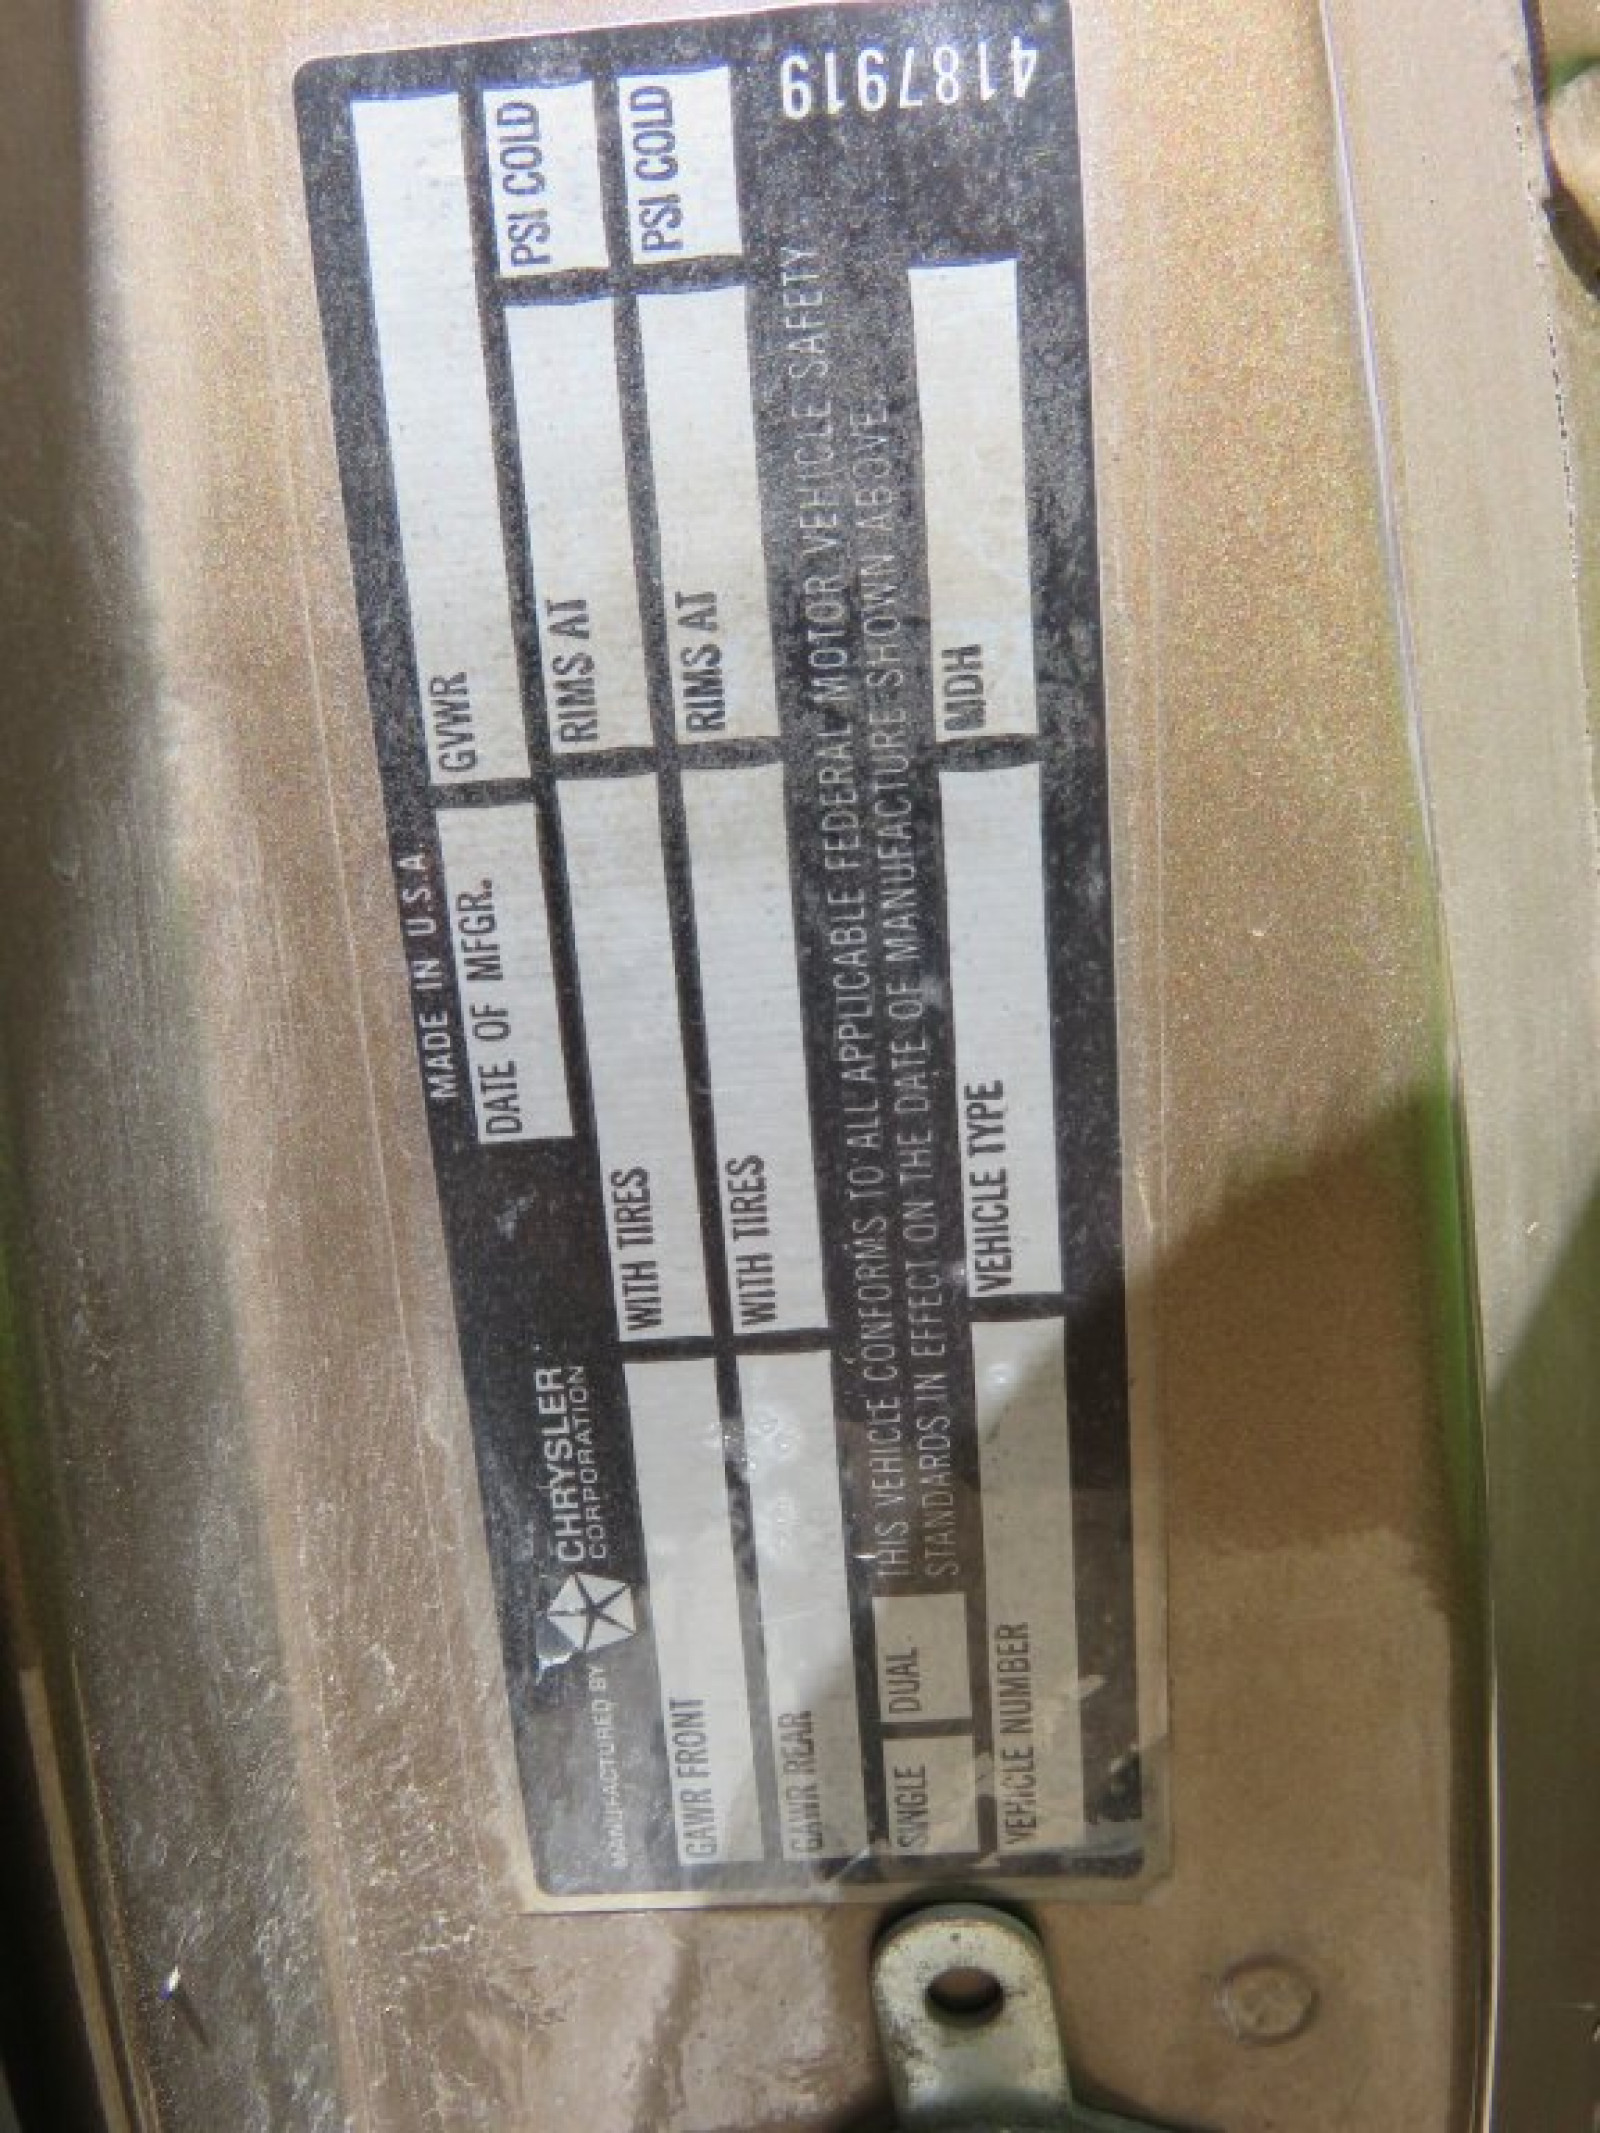 MADE IN U.S.A.
MANUFACTURED BY CHRYSLER CORPORATION
DATE OF MFGR. GVWR
GAWR FRONT WITH TIRES RIMS AT PSI COLD
GAWR REAR WITH TIRES RIMS AT PSI COLD
SINGLE DUAL
THIS VEHICLE CONFORMS TO ALL APPLICABLE FEDERAL MOTOR VEHICLE SAFETY
STANDARDS IN EFFECT ON THE DATE OF MANUFACTURE SHOWN ABOVE.
VEHICLE NUMBER VEHICLE TYPE MDH
4187919